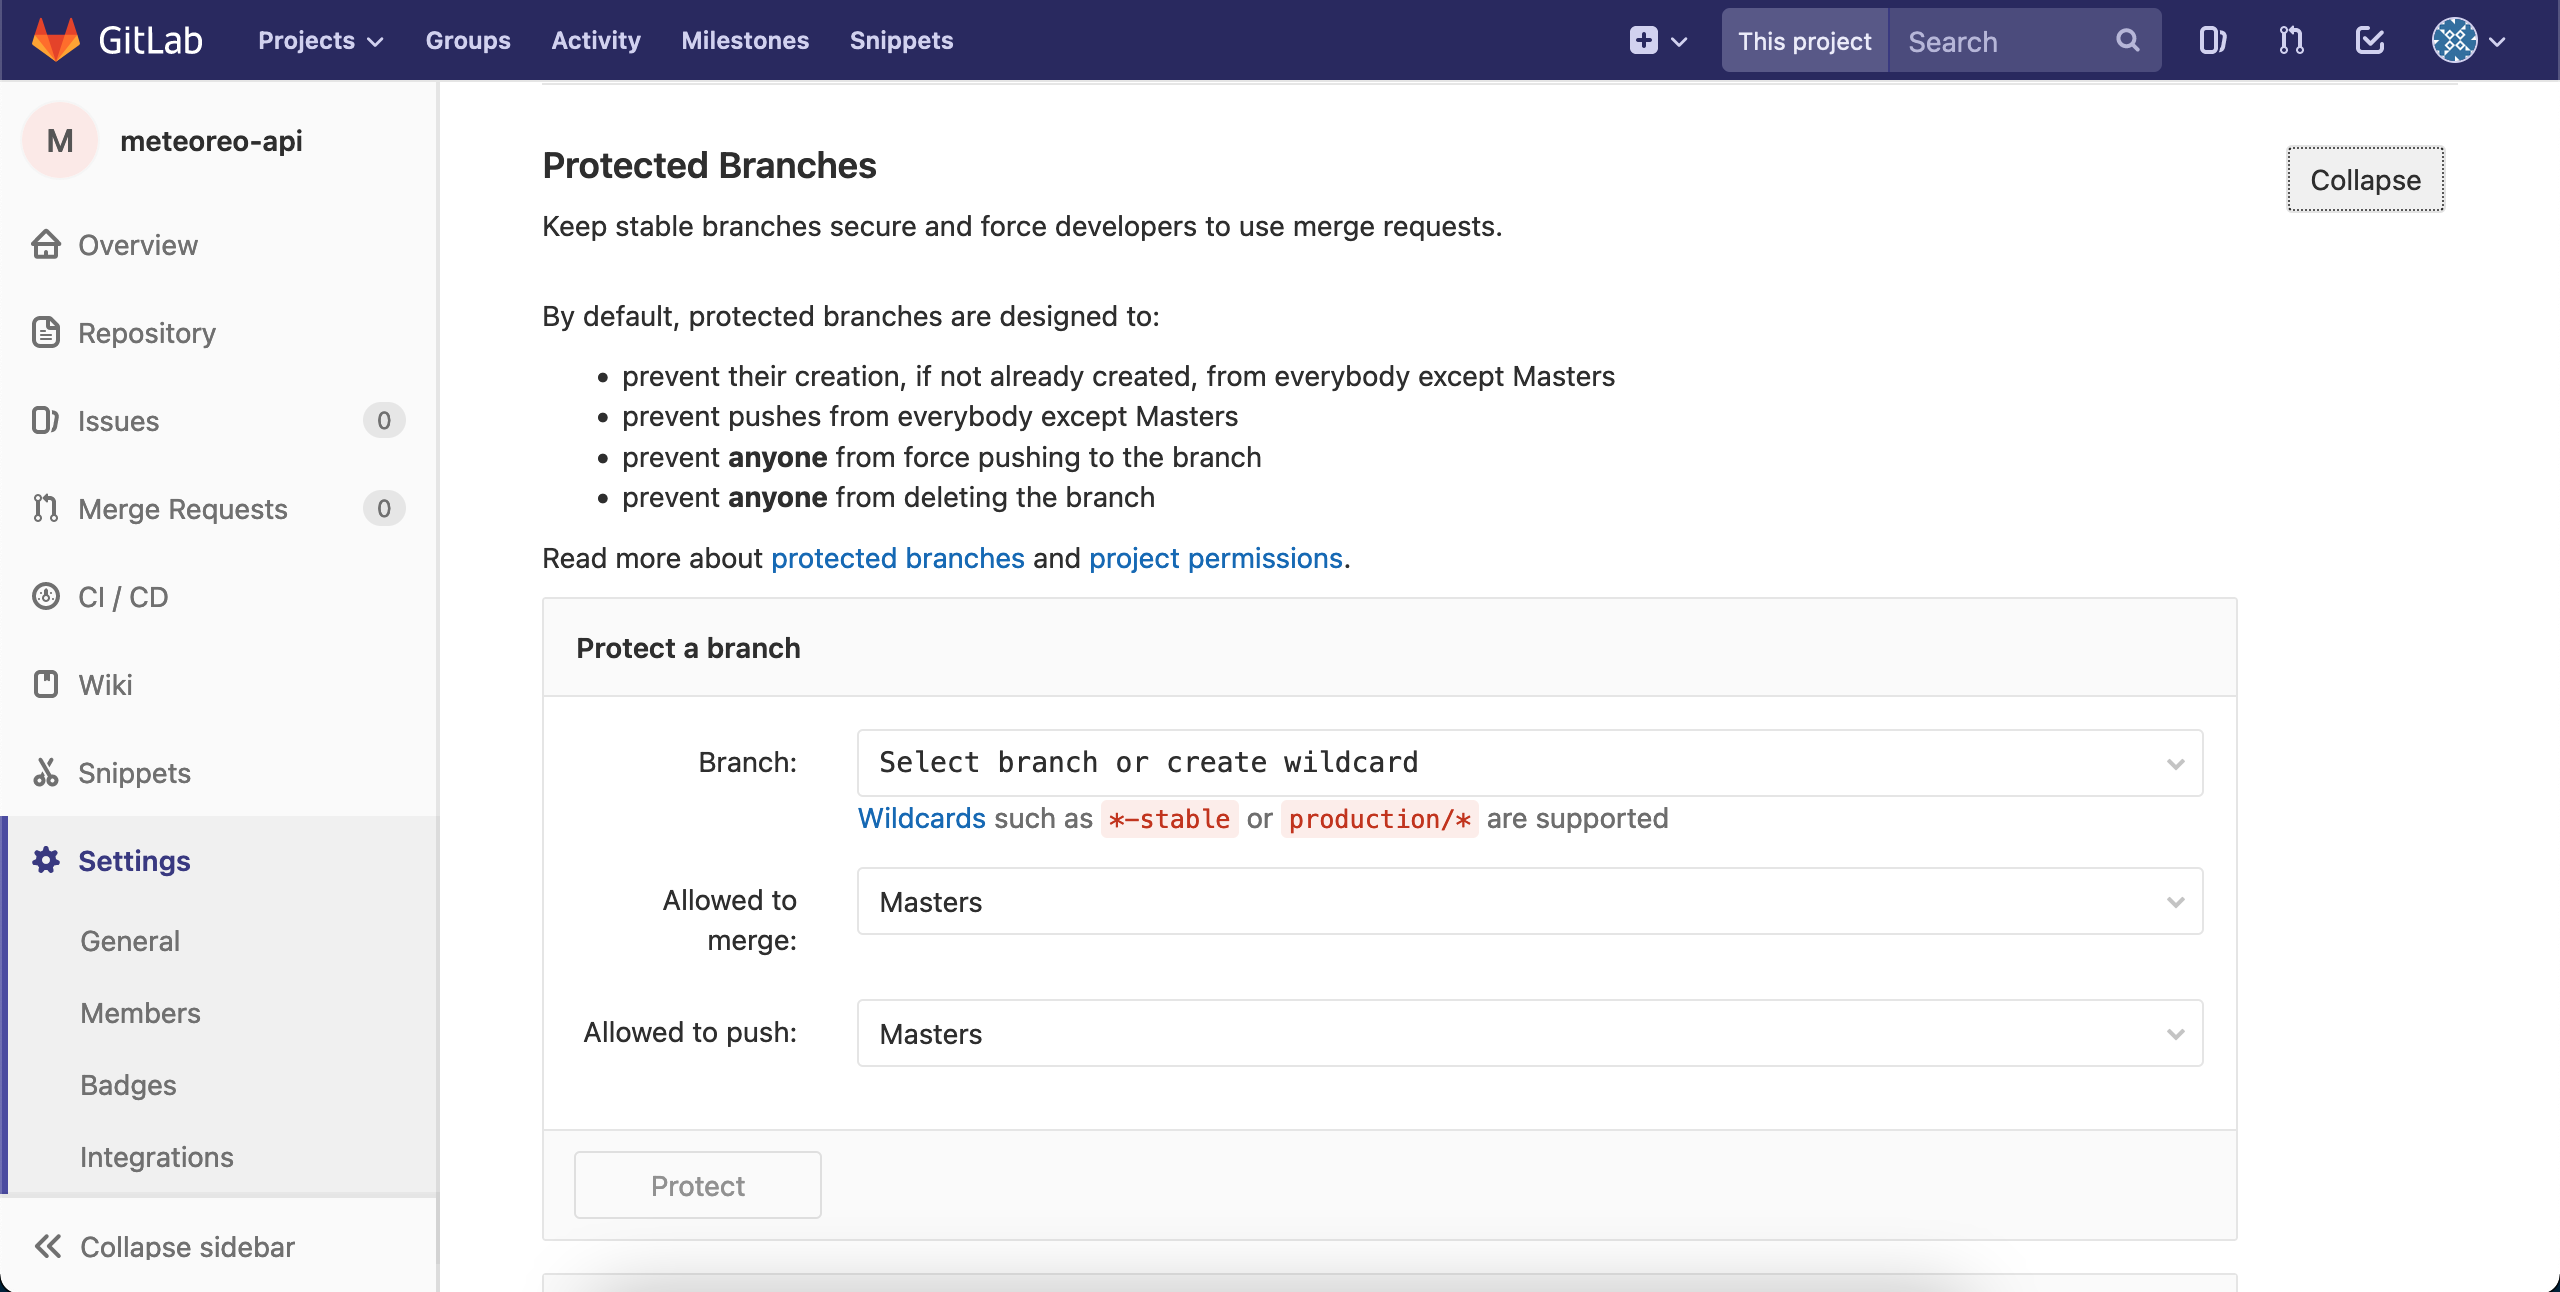 GitLab
Projects
Groups
Activity
Milestones
Snippets
This project
Search
M
meteoreo-api
Overview
Repository
Issues
0
Merge Requests
0
CI / CD
Wiki
Snippets
Settings
General
Members
Badges
Integrations
Collapse sidebar
Protected Branches
Collapse
Keep stable branches secure and force developers to use merge requests.
By default, protected branches are designed to:
prevent their creation, if not already created, from everybody except Masters
prevent pushes from everybody except Masters
prevent anyone from force pushing to the branch
prevent anyone from deleting the branch
Read more about protected branches and project permissions.
Protect a branch
Branch:
Select branch or create wildcard
Wildcards such as *-stable or production/* are supported
Allowed to
merge:
Masters
Allowed to push:
Masters
Protect